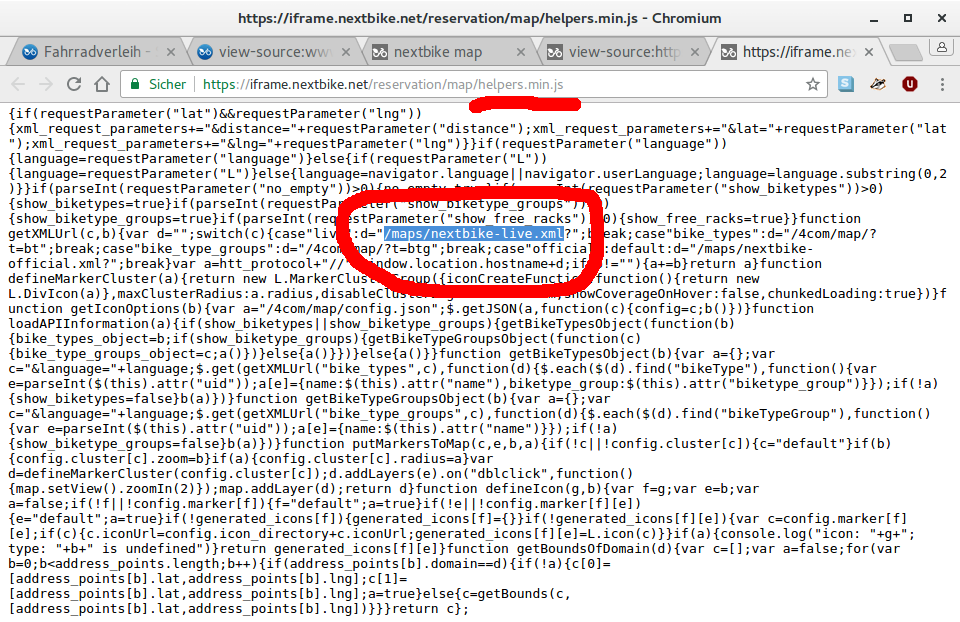 https://iframe.nextbike.net/reservation/map/helpers.min.js - Chromium
Fahrradverleih - view-source:www nextbike map view-source:http https://iframe.nex
Sicher https://iframe.nextbike.net/reservation/map/helpers.min.js
{if(requestParameter("lat")&&requestParameter("lng"))
{xml_request_parameters+="&distance="+requestParameter("distance");xml_request_parameters+="&lat="+requestParameter("lat
");xml_request_parameters+="&lng="+requestParameter("lng")}}if(requestParameter("language"))
{language=requestParameter("language")}else{if(requestParameter("L"))
{language=requestParameter("L")}else{language=navigator.language||navigator.userLanguage;language=language.substring(0,2
)}}if(parseInt(requestParameter("no_empty"))>0){no_empty=true}if(parseInt(requestParameter("show_biketypes"))>0)
{show_biketypes=true}if(parseInt(requestParameter("show_biketype_groups"))>0)
{show_biketype_groups=true}if(parseInt(requestParameter("show_free_racks"))>0){show_free_racks=true}}function
getXMLUrl(c,b){var d="";switch(c){case"live":d="/maps/nextbike-live.xml?";break;case"bike_types":d="/4com/map/?
t=bt";break;case"bike_type_groups":d="/4com/map/?t=btg";break;case"official":default:d="/maps/nextbike-
official.xml?";break}var a=htt_protocol+"//"+window.location.hostname+d;if(b!=""){a+=b}return a}function
defineMarkerCluster(a){return new L.MarkerClusterGroup({iconCreateFunction:function(){return new
L.DivIcon(a)},maxClusterRadius:a.radius,showCoverageOnHover:false,chunkedLoading:true})}f
unction getIconOptions(b){var a="/4com/map/config.json";$.getJSON(a,function(c){config=c;b()})}function
loadAPIInformation(a){if(show_biketypes||show_biketype_groups){getBikeTypesObject(function(b)
{bike_types_object=b;if(show_biketype_groups){getBikeTypeGroupsObject(function(c)
{bike_type_groups_object=c;a()})}else{a()}})}else{a()}}function getBikeTypesObject(b){var a={};var
c="&language="+language;$.get(getXMLUrl("bike_types",c),function(d){$.each($(d).find("bikeType"),function(){var
e=parseInt($(this).attr("uid"));a[e]={name:$(this).attr("name"),biketype_group:$(this).attr("biketype_group")}});if(!a)
{show_biketypes=false}b(a)})}function getBikeTypeGroupsObject(b){var a={};var
c="&language="+language;$.get(getXMLUrl("bike_type_groups",c),function(d){$.each($(d).find("bikeTypeGroup"),function()
{var e=parseInt($(this).attr("uid"));a[e]={name:$(this).attr("name")}});if(!a)
{show_biketype_groups=false}b(a)})}function putMarkersToMap(c,e,b,a){if(!c||!config.cluster[c]){c="default"}if(b)
{config.cluster[c].zoom=b}if(a){config.cluster[c].radius=a}var
d=defineMarkerCluster(config.cluster[c]);d.addLayers(e).on("dblclick",function()
{map.setView().zoomIn(2)});map.addLayer(d);return d}function defineIcon(g,b){var f=g;var e=b;var
a=false;if(!f||!config.marker[f]){f="default";a=true}if(!e||!config.marker[f][e])
{e="default";a=true}if(!generated_icons[f]){generated_icons[f]={}}if(!generated_icons[f][e]){var c=config.marker[f]
[e];if(c){c.iconUrl=config.icon_directory+c.iconUrl;generated_icons[f][e]=L.icon(c)}}if(a){console.log("icon: "+g+";
type: "+b+" is undefined")}return generated_icons[f][e]}function getBoundsOfDomain(d){var c=[];var a=false;for(var
b=0;b<address_points.length;b++){if(address_points[b].domain==d){if(!a){c[0]=
[address_points[b].lat,address_points[b].lng];c[1]=
[address_points[b].lat,address_points[b].lng];a=true}else{c=getBounds(c,
[address_points[b].lat,address_points[b].lng])}}}return c};